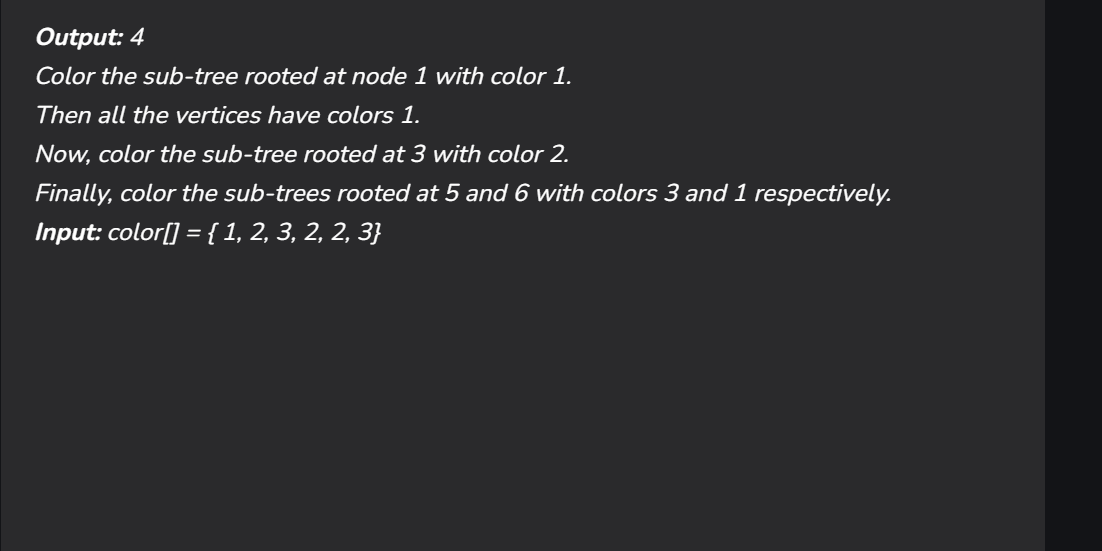 Output: 4
Color the sub-tree rooted at node 1 with color 1.
Then all the vertices have colors 1.
Now, color the sub-tree rooted at 3 with color 2.
Finally, color the sub-trees rooted at 5 and 6 with colors 3 and 1 respectively.
Input: color[] = { 1, 2, 3, 2, 2, 3}